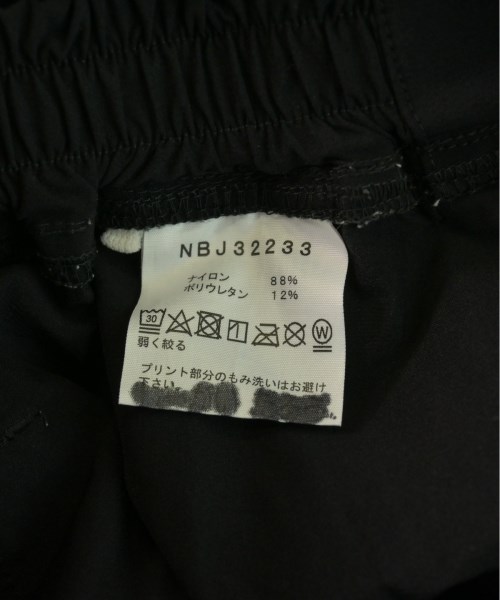 NBJ32233
ナイロン 88%
ポリウレタン 12%
30 W
弱く絞る
プリント部分のもみ洗いはお避け
下さい